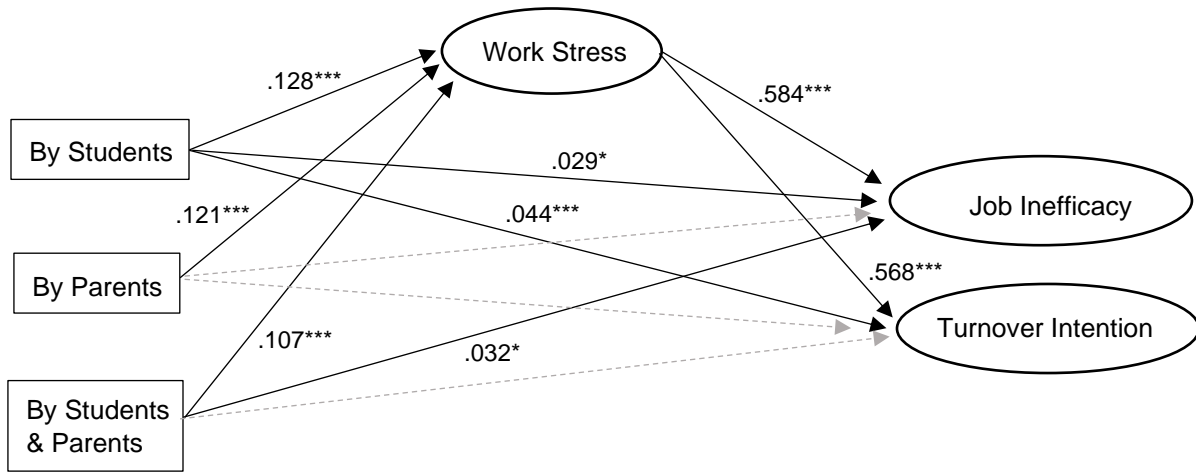 Work Stress
.128***
.584***
By Students
.029*
Job Inefficacy
.121***
.044***
By Parents
.568***
Turnover Intention
.107***
.032*
By Students
& Parents